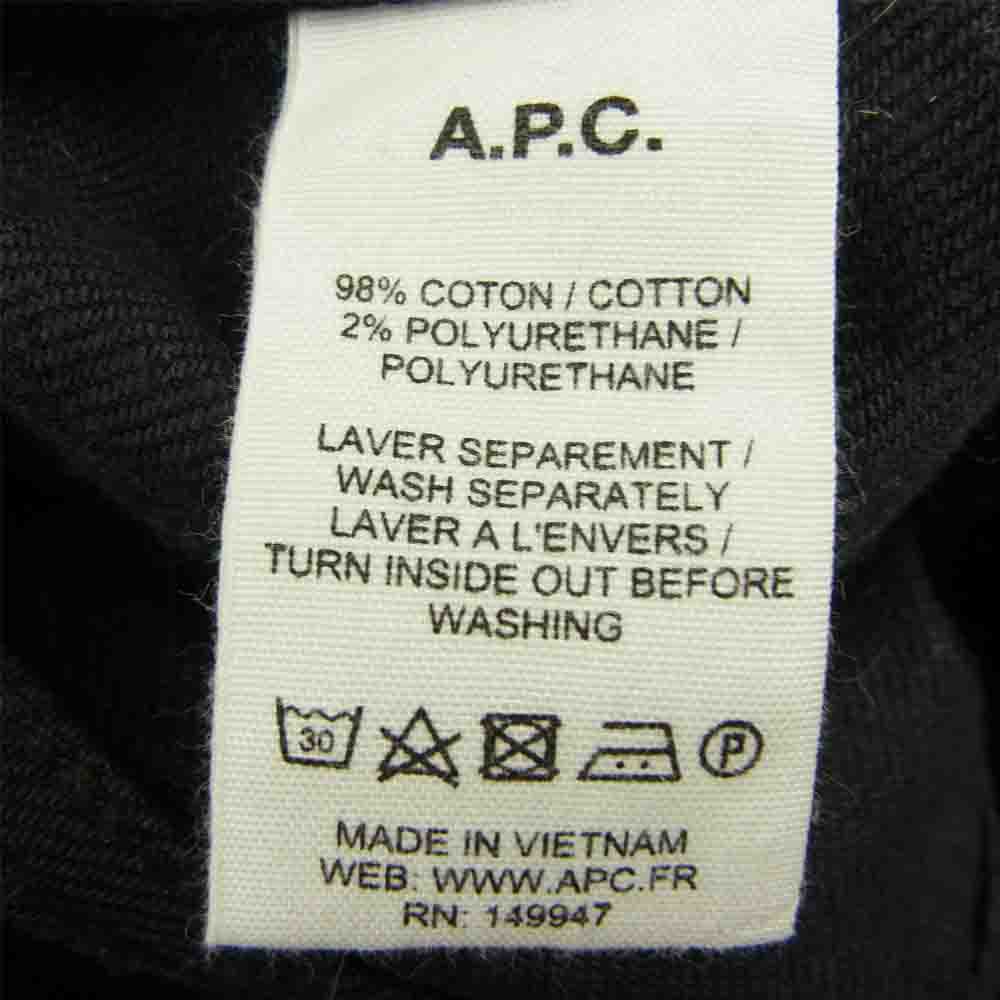 A.P.C.
98% COTON / COTTON
2% POLYURETHANE /
POLYURETHANE
LAVER SEPAREMENT /
WASH SEPARATELY
LAVER A L'ENVERS /
TURN INSIDE OUT BEFORE
WASHING
30 P
MADE IN VIETNAM
WEB: WWW.APC.FR
RN: 149947